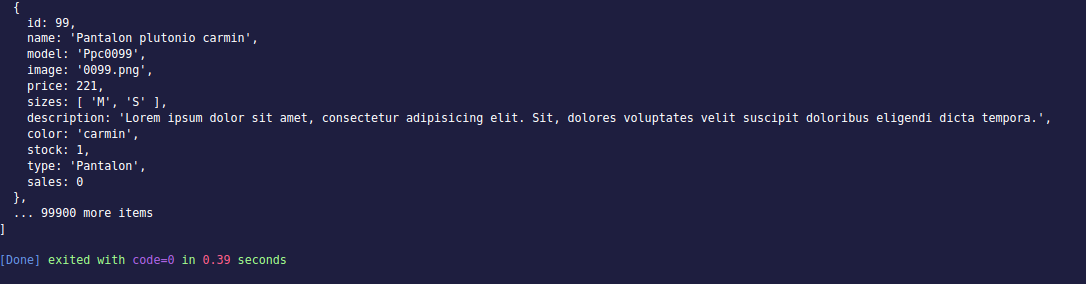 {
id: 99,
name: 'Pantalon plutonio carmin',
model: 'Ppc0099',
image: '0099.png',
price: 221,
sizes: [ 'M', 'S' ],
description: 'Lorem ipsum dolor sit amet, consectetur adipisicing elit. Sit, dolores voluptates velit suscipit doloribus eligendi dicta tempora.',
color: 'carmin',
stock: 1,
type: 'Pantalon',
sales: 0
},
... 99900 more items
]
[Done] exited with code=0 in 0.39 seconds